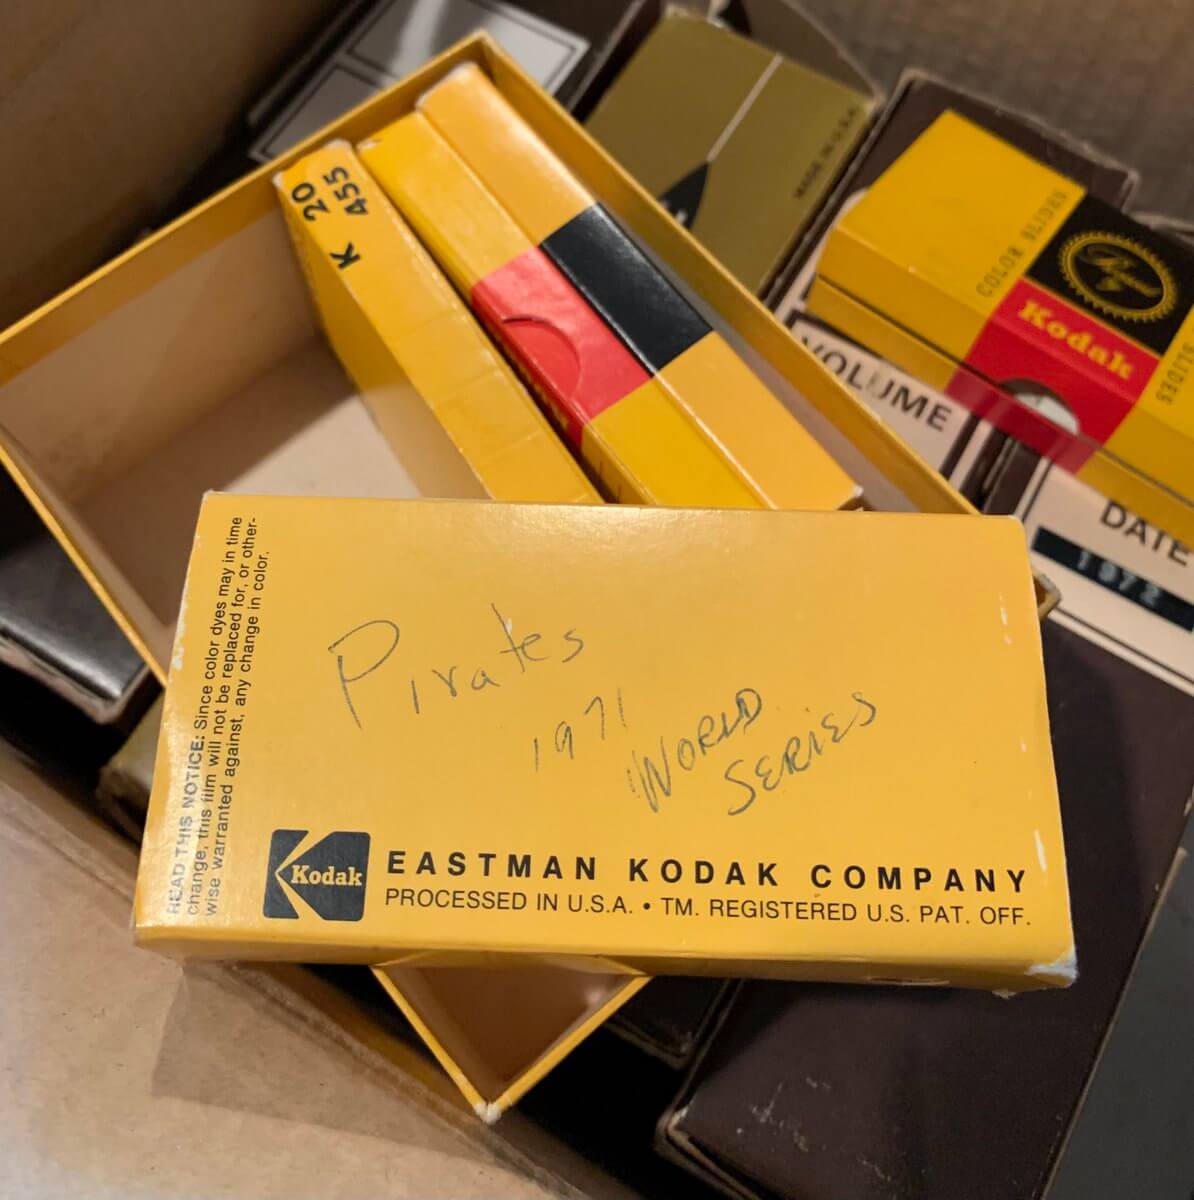 MADE IN U.S.A.
K 20
455
COLOR SLIDES
Kodak
SLIDES
VOLUME
DATE
1972
READ THIS NOTICE: Since color dyes may in time
change, this film will not be replaced for, or other-
wise warranted against, any change in color.
Pirates
1971
WORLD
SERIES
Kodak
EASTMAN KODAK COMPANY
PROCESSED IN U.S.A. • TM. REGISTERED U.S. PAT. OFF.